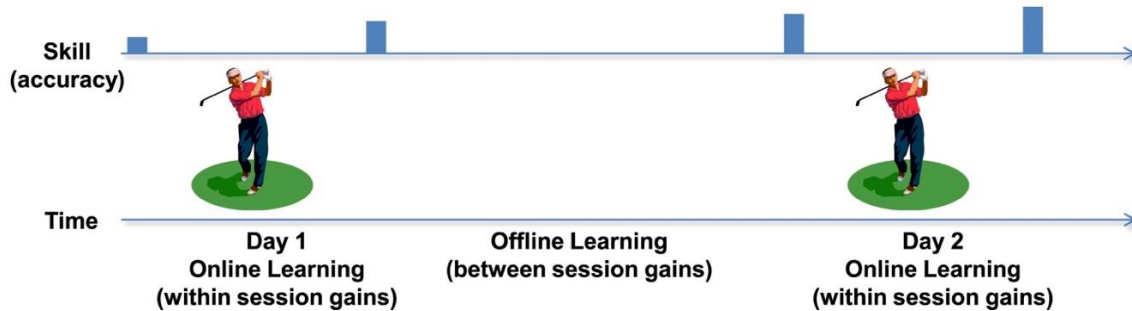 Skill
(accuracy)
Time
Day 1
Online Learning
(within session gains)
Offline Learning
(between session gains)
Day 2
Online Learning
(within session gains)